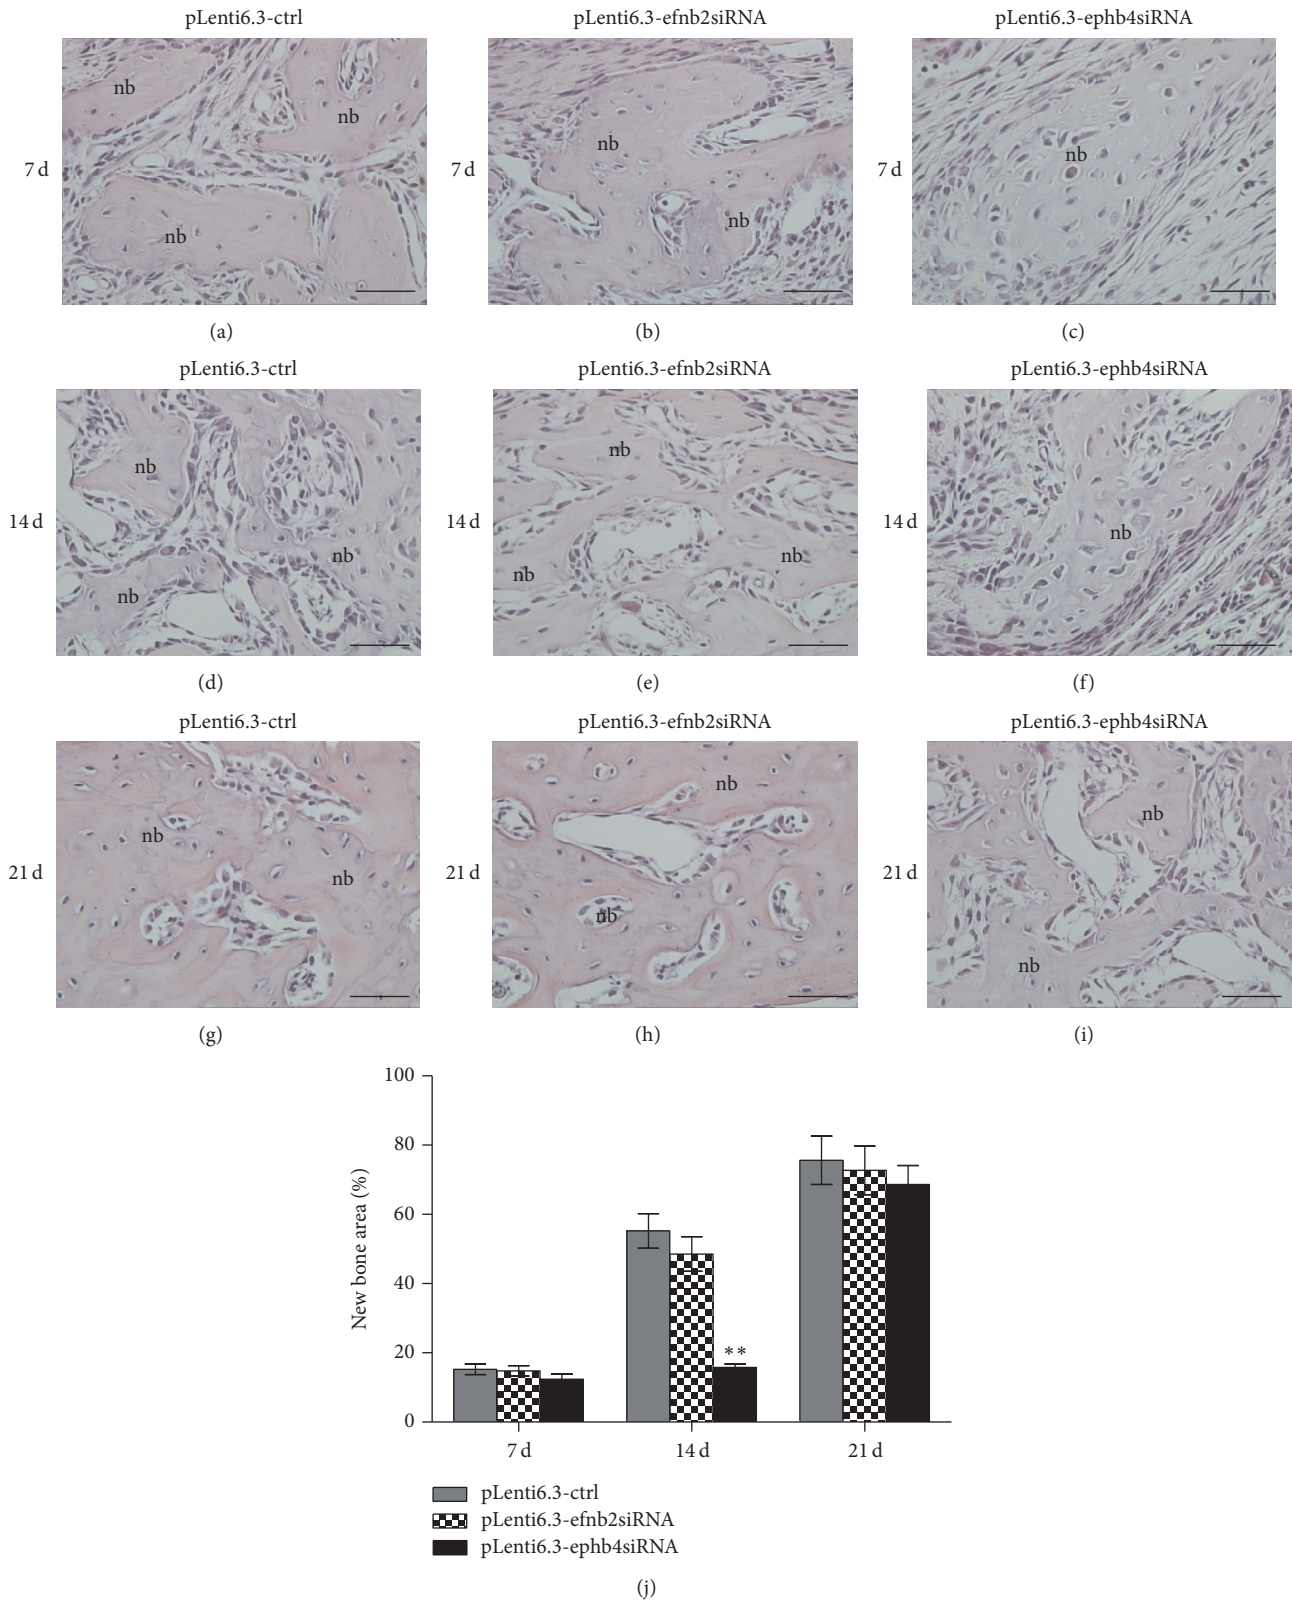 pLenti6.3-ctrl pLenti6.3-efnb2siRNA pLenti6.3-ephb4siRNA
7 d nb nb nb 7 d nb nb 7 d nb
(a) (b) (c)
pLenti6.3-ctrl pLenti6.3-efnb2siRNA pLenti6.3-ephb4siRNA
14 d nb nb nb 14 d nb nb nb 14 d nb
(d) (e) (f)
pLenti6.3-ctrl pLenti6.3-efnb2siRNA pLenti6.3-ephb4siRNA
21 d nb nb 21 d nb nb 21 d nb nb
(g) (h) (i)
New bone area (%)
100
80
60
40
20
0
**
7 d 14 d 21 d
pLenti6.3-ctrl
pLenti6.3-efnb2siRNA
pLenti6.3-ephb4siRNA
(j)